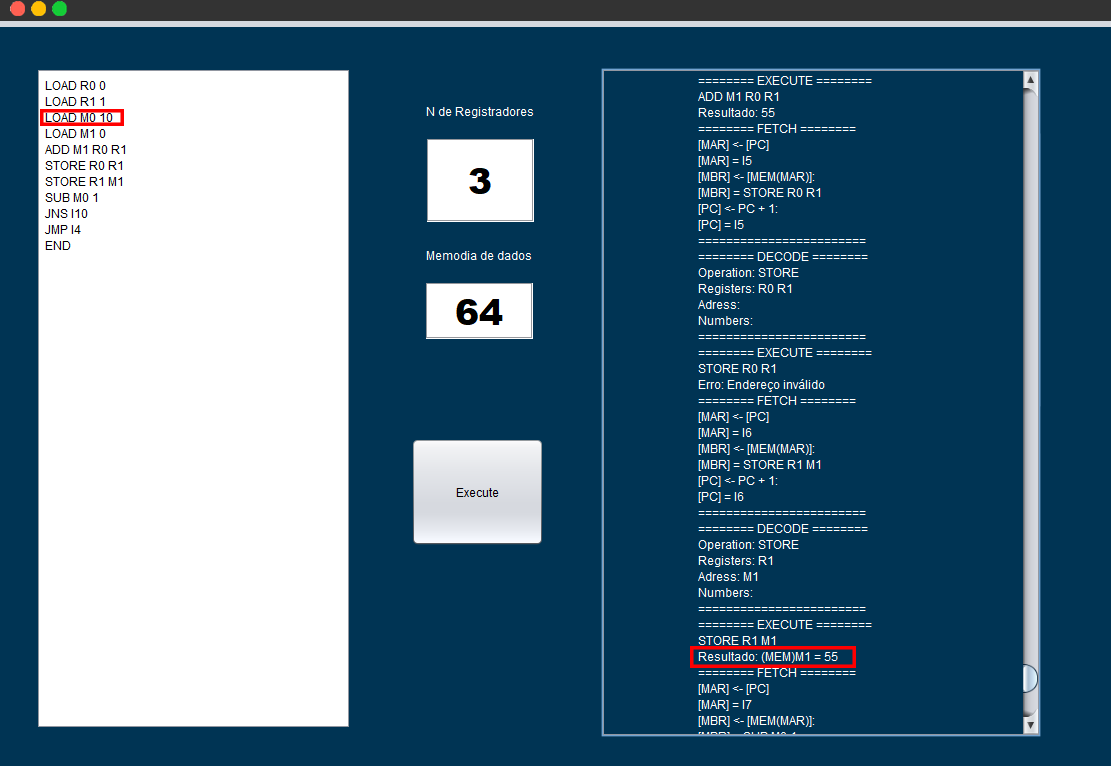 LOAD R0 0
LOAD R1 1
LOAD M0 10
LOAD M1 0
ADD M1 R0 R1
STORE R0 R1
STORE R1 M1
SUB M0 1
JNS I10
JMP I4
END
N de Registradores
3
Memodia de dados
64
Execute
======== EXECUTE ========
ADD M1 R0 R1
Resultado: 55
======== FETCH ========
[MAR] <- [PC]
[MAR] = I5
[MBR] <- [MEM(MAR)]:
[MBR] = STORE R0 R1
[PC] <- PC + 1:
[PC] = I5
========================
======== DECODE ========
Operation: STORE
Registers: R0 R1
Adress:
Numbers:
========================
======== EXECUTE ========
STORE R0 R1
Erro: Endereço inválido
======== FETCH ========
[MAR] <- [PC]
[MAR] = I6
[MBR] <- [MEM(MAR)]:
[MBR] = STORE R1 M1
[PC] <- PC + 1:
[PC] = I6
========================
======== DECODE ========
Operation: STORE
Registers: R1
Adress: M1
Numbers:
========================
======== EXECUTE ========
STORE R1 M1
Resultado: (MEM)M1 = 55
======== FETCH ========
[MAR] <- [PC]
[MAR] = I7
[MBR] <- [MEM(MAR)]:
[MBR] = SUB M0 1